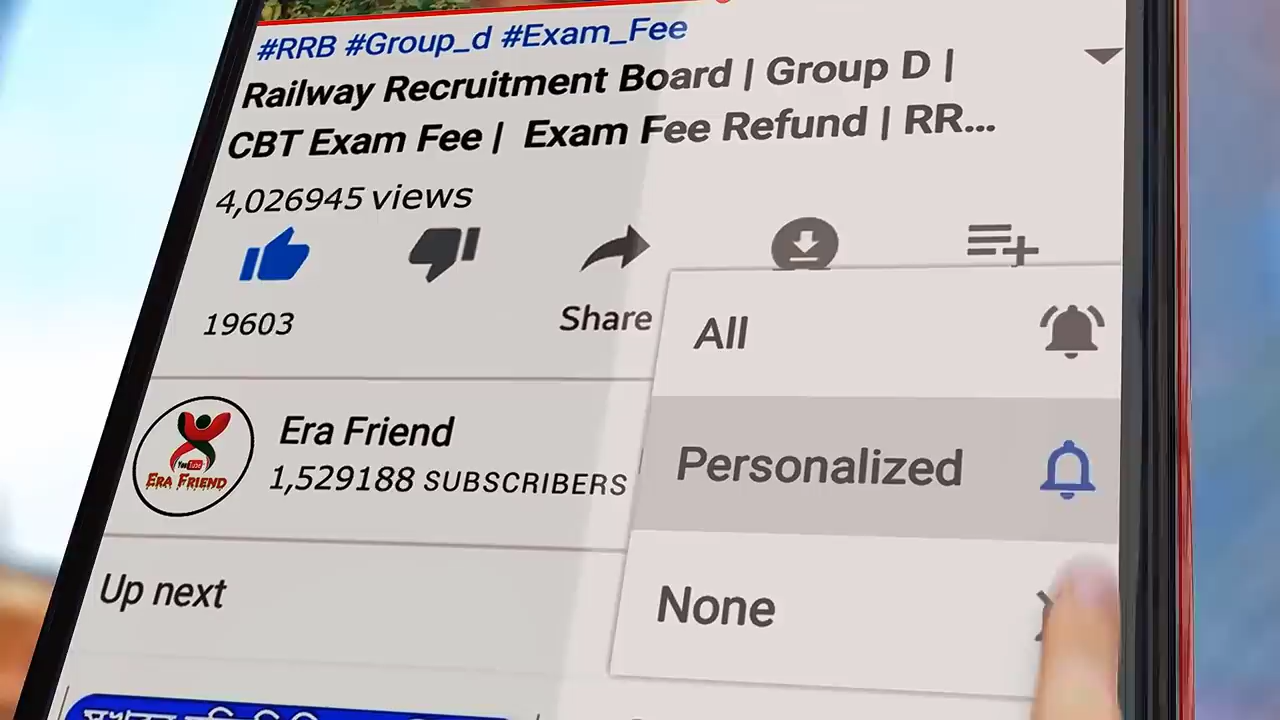 #RRB #Group_d #Exam_Fee
Railway Recruitment Board | Group D |
CBT Exam Fee | Exam Fee Refund | RR...
4,026945 views
19603
Share
All
Era Friend
1,529188 SUBSCRIBERS
YouTube
ERA FRIEND
Personalized
Up next
None